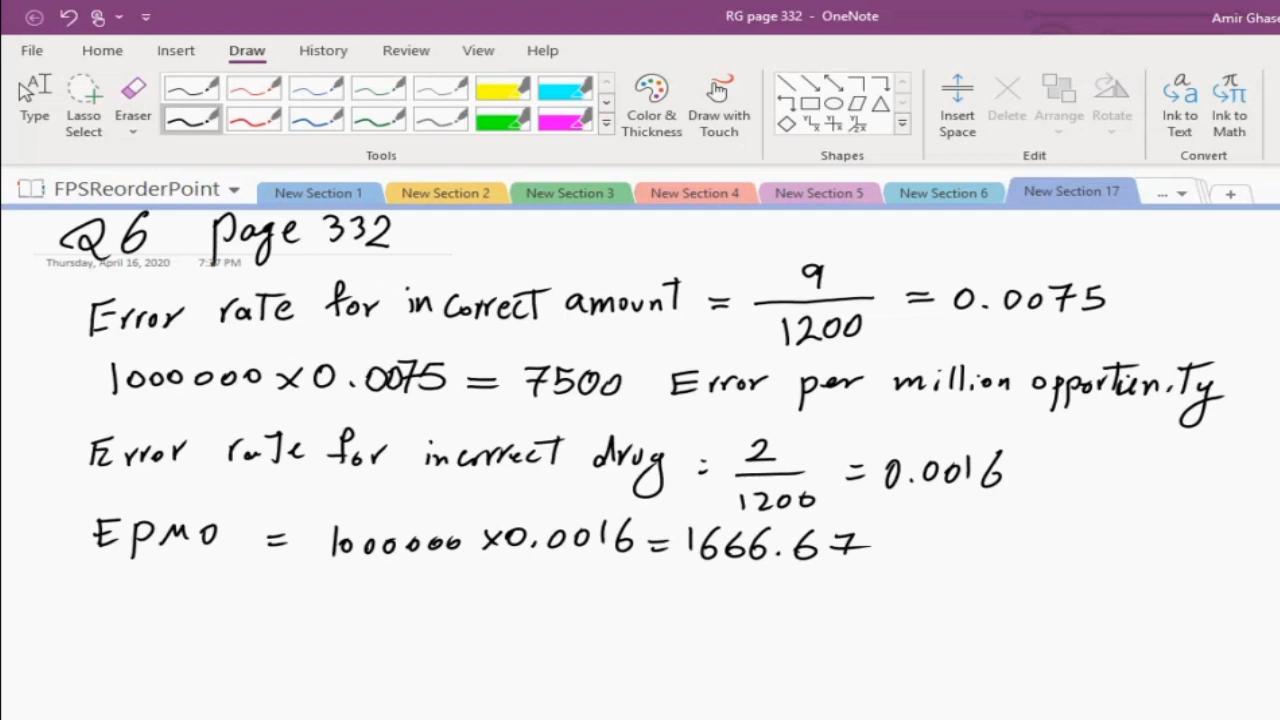 RG page 332 - OneNote
Amir Ghase
File Home Insert Draw History Review View Help
Type
Lasso Select
Eraser
Color & Thickness
Draw with Touch
Insert Space
Delete
Arrange
Rotate
Ink to Text
Ink to Math
Tools
Shapes
Edit
Convert
FPSReorderPoint New Section 1 New Section 2 New Section 3 New Section 4 New Section 5 New Section 6 New Section 17 ... +
Q6 page 332
Thursday, April 16, 2020 7:37 PM
Error rate for incorrect amount = 9/1200 = 0.0075
1000000 x 0.0075 = 7500 Error per million opportienity
Error rate for incorrect drug = 2/1200 = 0.0016
EPMO = 1000000 x 0.0016 = 1666.67